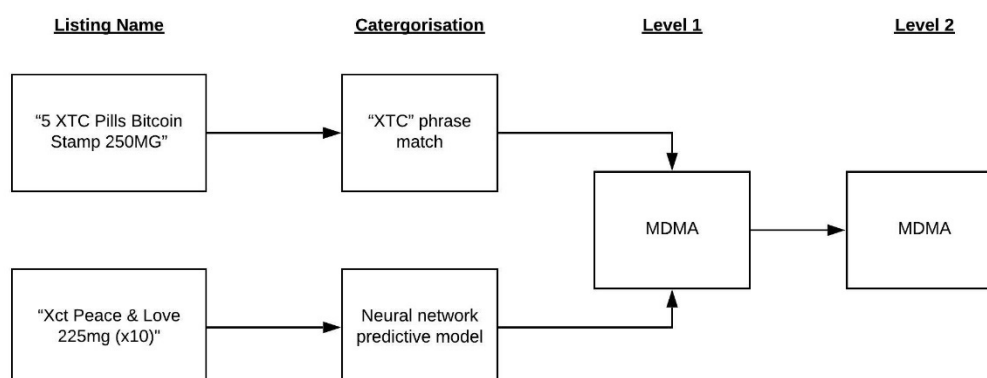 Listing Name
Catergorisation
Level 1
Level 2
“5 XTC Pills Bitcoin
Stamp 250MG”
“XTC” phrase
match
MDMA
MDMA
“Xct Peace & Love
225mg (x10)"
Neural network
predictive model